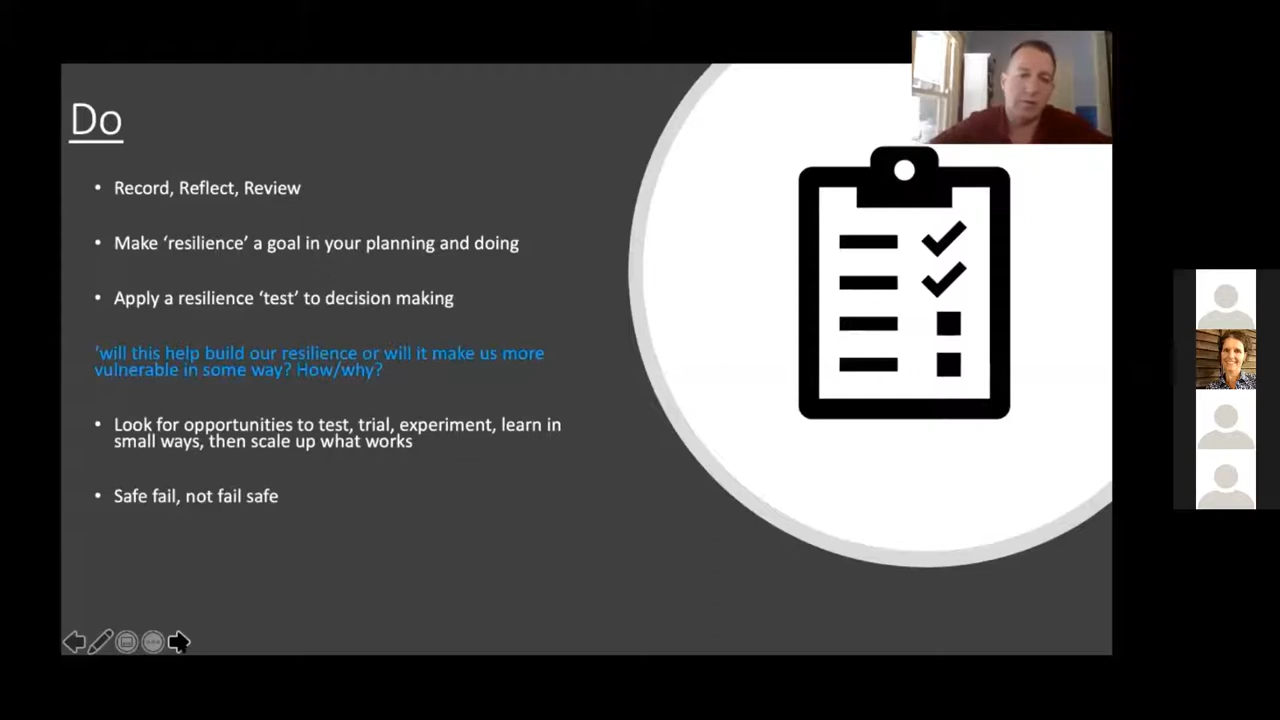 Do
• Record, Reflect, Review
• Make ‘resilience’ a goal in your planning and doing
• Apply a resilience ‘test’ to decision making
‘will this help build our resilience or will it make us more
vulnerable in some way? How/why?
• Look for opportunities to test, trial, experiment, learn in
small ways, then scale up what works
• Safe fail, not fail safe